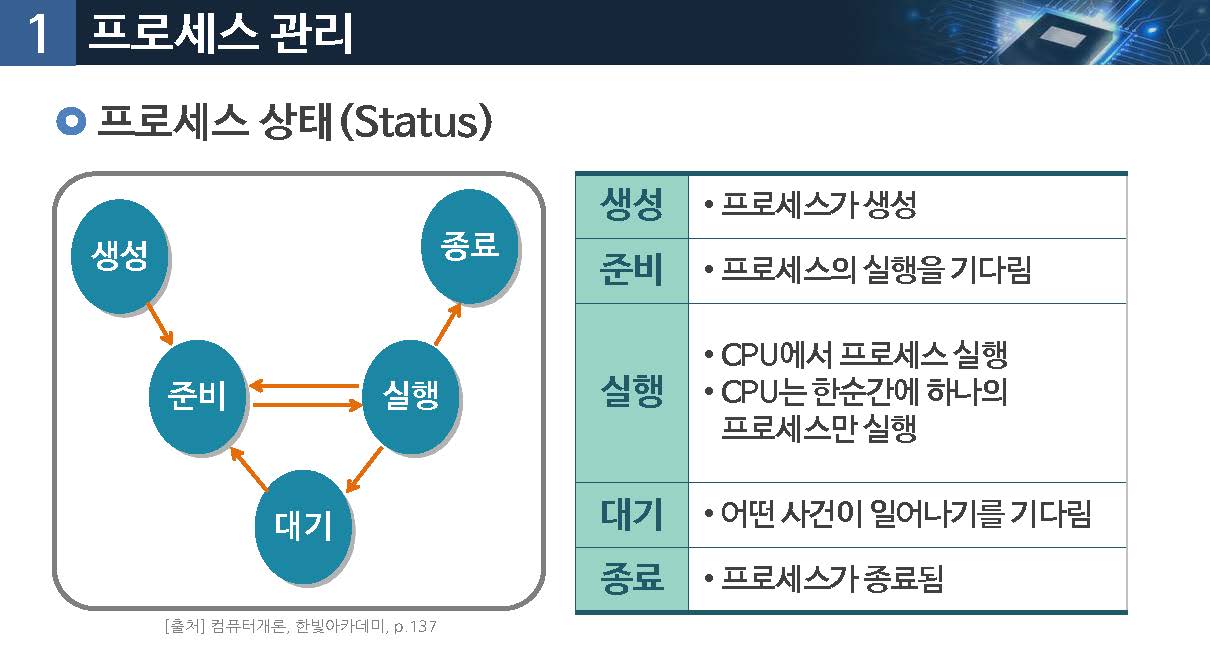 1 프로세스 관리
프로세스 상태(Status)
생성
종료
준비
실행
대기
생성 • 프로세스가 생성
준비 • 프로세스의 실행을 기다림
실행 • CPU에서 프로세스 실행
• CPU는 한순간에 하나의
프로세스만 실행
대기 • 어떤 사건이 일어나기를 기다림
종료 • 프로세스가 종료됨
[출처] 컴퓨터개론, 한빛아카데미, p.137